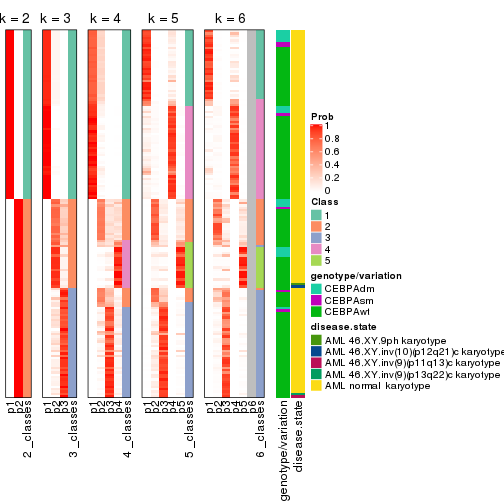 k = 2 k = 3 k = 4 k = 5 k = 6
Prob
1
0.8
0.6
0.4
0.2
0
Class
1
2
3
4
5
genotype/variation
CEBPAdm
CEBPAsm
CEBPAwt
disease.state
AML 46.XY.9ph karyotype
AML 46.XY.inv(10)(p12q21)c karyotype
AML 46.XY.inv(9)(p11q13)c karyotype
AML 46.XY.inv(9)(p13q22)c karyotype
AML normal karyotype
p1 p2 2_classes p1 p2 p3 3_classes p1 p2 p3 p4 4_classes p1 p2 p3 p4 p5 5_classes p1 p2 p3 p4 p5 p6 6_classes genotype/variation disease.state